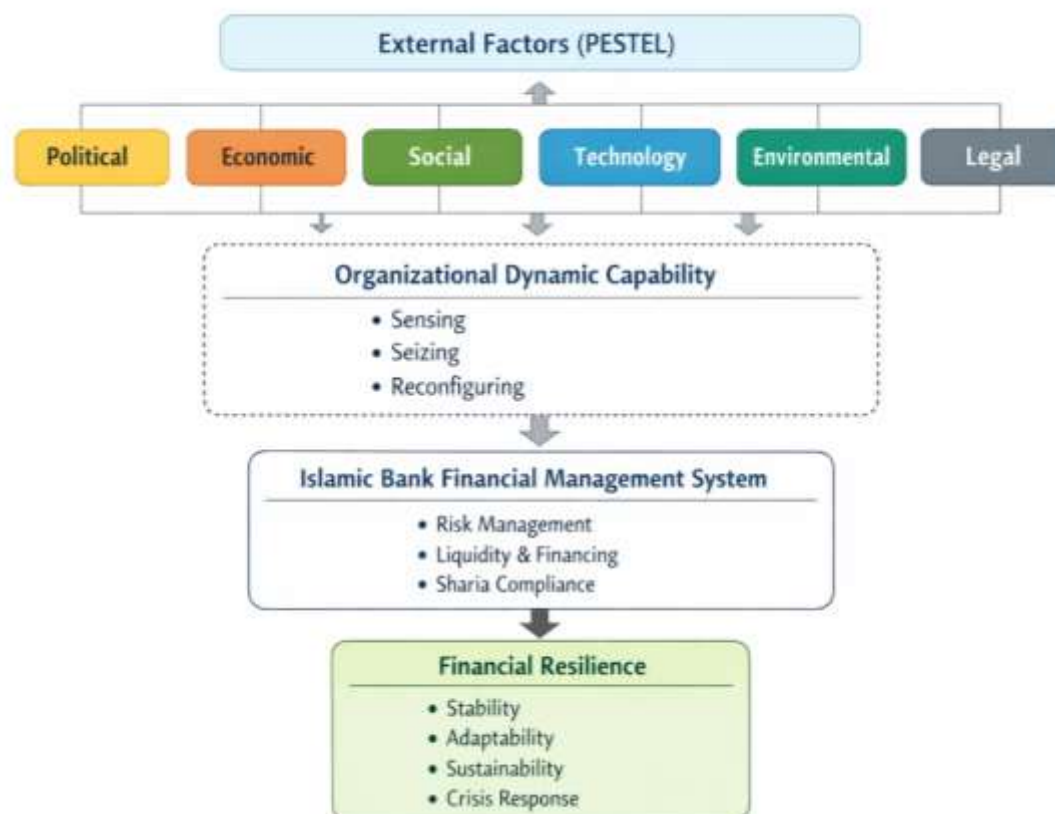 External Factors (PESTEL)
Political
Economic
Social
Technology
Environmental
Legal
Organizational Dynamic Capability
• Sensing
• Seizing
• Reconfiguring
Islamic Bank Financial Management System
• Risk Management
• Liquidity & Financing
• Sharia Compliance
Financial Resilience
• Stability
• Adaptability
• Sustainability
• Crisis Response